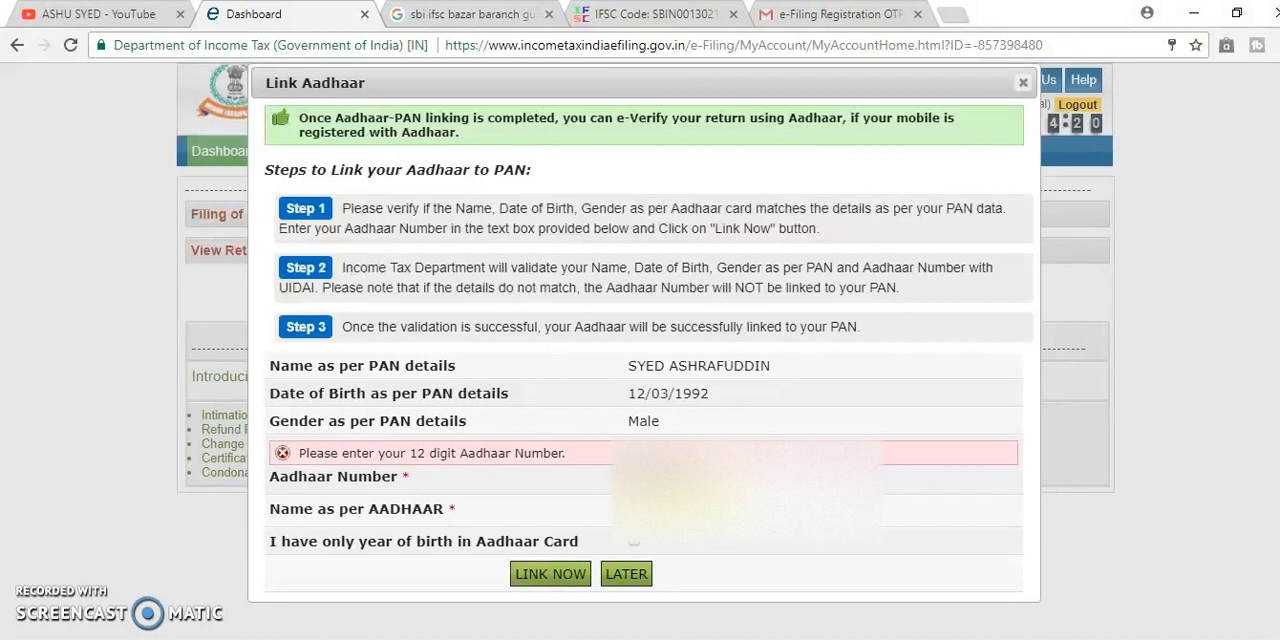 ASHU SYED - YouTube
Dashboard
sbi ifsc bazar baranch gu
IFSC Code: SBIN0013021
e-Filing Registration OTP
Department of Income Tax (Government of India) [IN] https://www.incometaxindiaefiling.gov.in/e-Filing/MyAccount/MyAccountHome.html?ID=-857398480
Link Aadhaar
Us Help
Logout
4:20
Once Aadhaar-PAN linking is completed, you can e-Verify your return using Aadhaar, if your mobile is
registered with Aadhaar.
Dashboa
Steps to Link your Aadhaar to PAN:
Filing of
View Ret
Step 1 Please verify if the Name, Date of Birth, Gender as per Aadhaar card matches the details as per your PAN data.
Enter your Aadhaar Number in the text box provided below and Click on "Link Now" button.
Step 2 Income Tax Department will validate your Name, Date of Birth, Gender as per PAN and Aadhaar Number with
UIDAI. Please note that if the details do not match, the Aadhaar Number will NOT be linked to your PAN.
Step 3 Once the validation is successful, your Aadhaar will be successfully linked to your PAN.
Name as per PAN details SYED ASHRAFUDDIN
Introduci
Date of Birth as per PAN details 12/03/1992
Intimatio
Gender as per PAN details Male
Refund
Change
Certifica
Condona
Please enter your 12 digit Aadhaar Number.
Aadhaar Number *
Name as per AADHAAR *
I have only year of birth in Aadhaar Card
LINK NOW LATER
RECORDED WITH
SCREENCAST MATIC